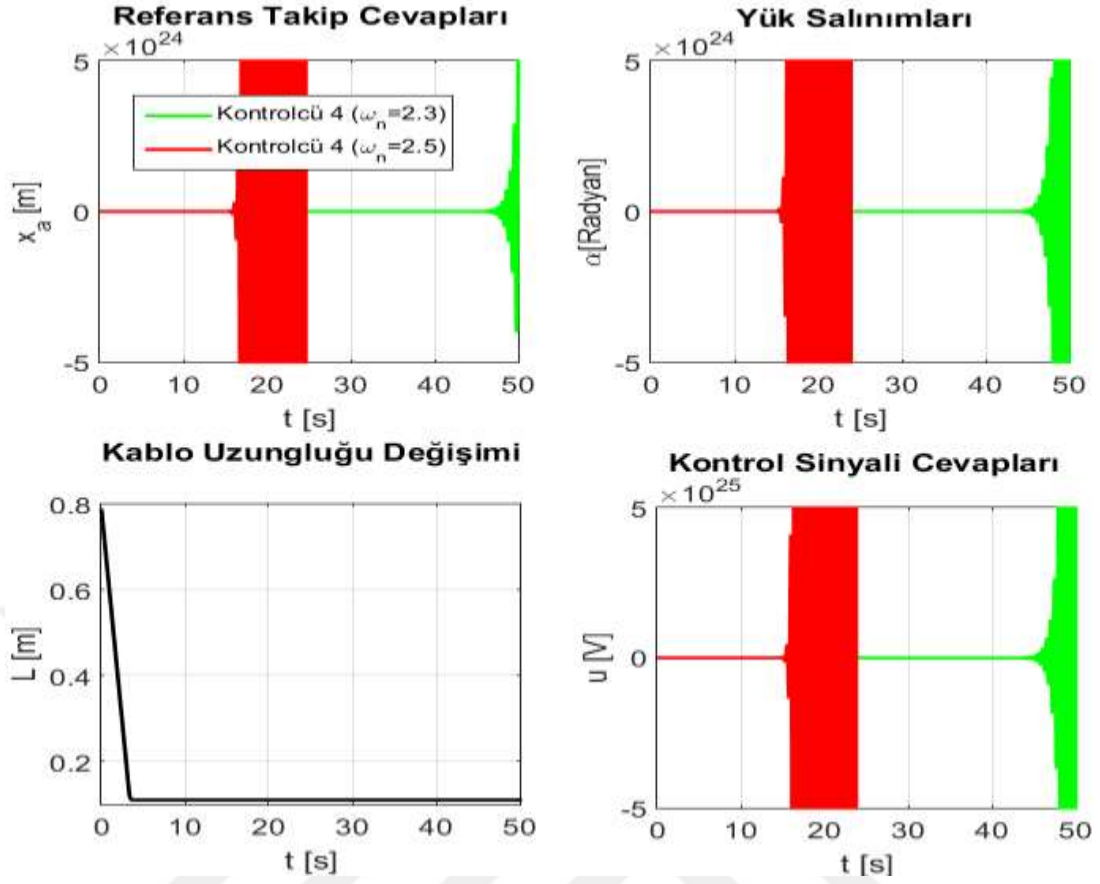 Referans Takip Cevapları
×10^24
5
0
-5
x_a [m]
Kontrolcü 4 (ω_n=2.3)
Kontrolcü 4 (ω_n=2.5)
0 10 20 30 40 50
t [s]
Yük Salınımları
×10^24
5
0
-5
α[Radyan]
0 10 20 30 40 50
t [s]
Kablo Uzungluğu Değişimi
0.8
0.6
0.4
0.2
L [m]
0 10 20 30 40 50
t [s]
Kontrol Sinyali Cevapları
×10^25
5
0
-5
u [V]
0 10 20 30 40 50
t [s]